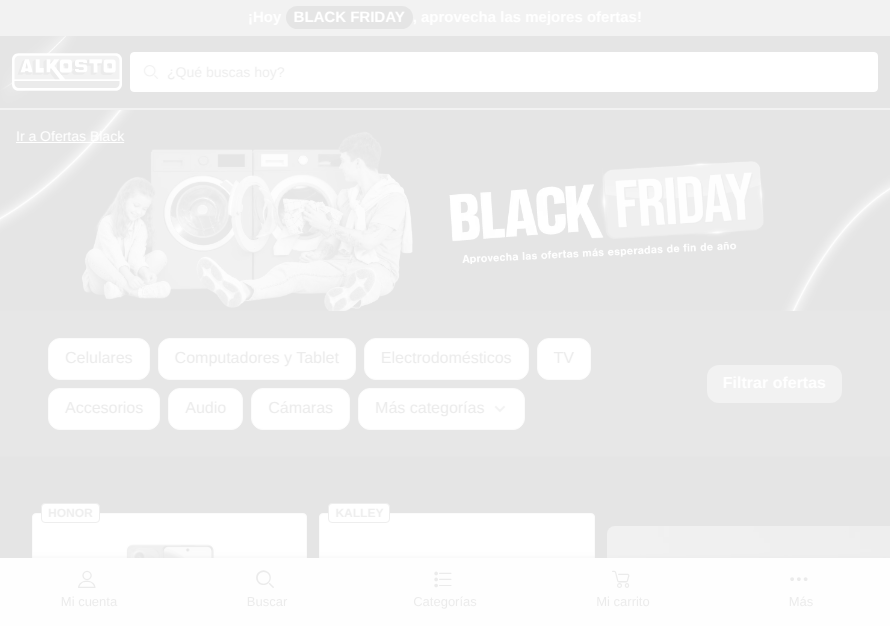 ¡Hoy BLACK FRIDAY, aprovecha las mejores ofertas!
ALKOSTO
¿Qué buscas hoy?
Ir a Ofertas Black
BLACK FRIDAY
Aprovecha las ofertas más esperadas de fin de año
Celulares
Computadores y Tablet
Electrodomésticos
TV
Filtrar ofertas
Accesorios
Audio
Cámaras
Más categorías
HONOR
KALLEY
Mi cuenta
Buscar
Categorías
Mi carrito
Más